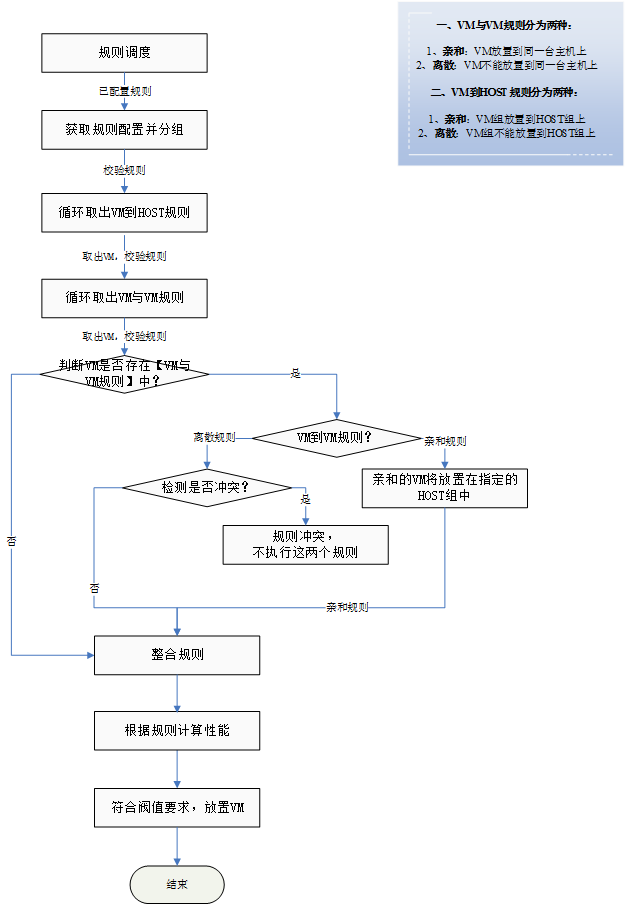 一、VM与VM规则分为两种：
1、亲和：VM放置到同一台主机上
2、离散：VM不能放置到同一台主机上
二、VM到HOST规则分为两种：
1、亲和：VM组放置到HOST组上
2、离散：VM组不能放置到HOST组上
规则调度
已配置规则
获取规则配置并分组
校验规则
循环取出VM到HOST规则
取出VM，校验规则
循环取出VM与VM规则
取出VM，校验规则
判断VM是否存在【VM与
VM规则】中？
是
VM到VM规则？
离散规则
亲和规则
检测是否冲突？
亲和的VM将放置在指定的
HOST组中
是
规则冲突，
不执行这两个规则
否
否
亲和规则
整合规则
根据规则计算性能
符合阀值要求，放置VM
结束